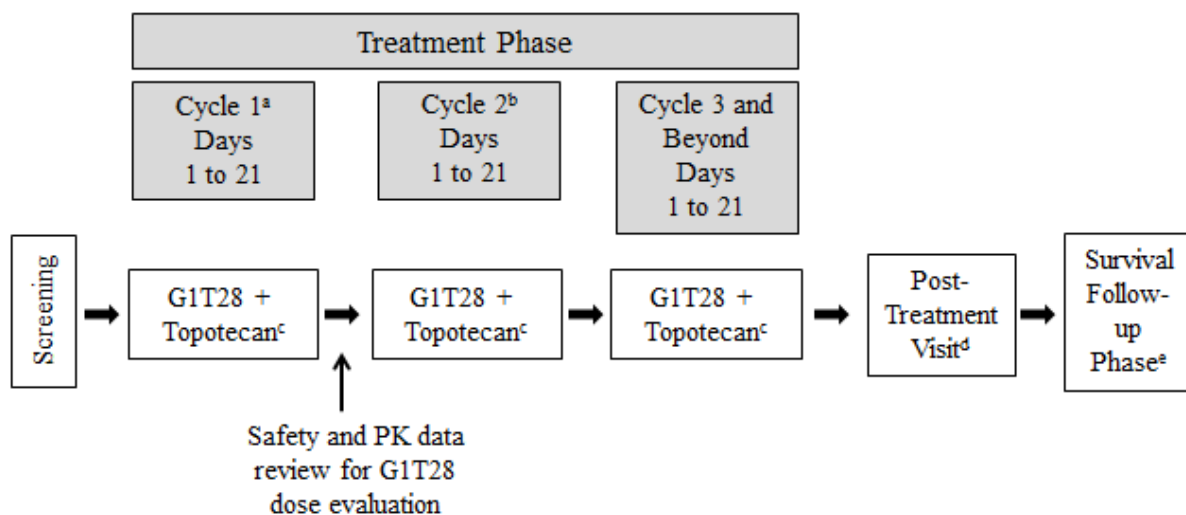 Treatment Phase
Cycle 1ᵃ
Days
1 to 21
Cycle 2ᵇ
Days
1 to 21
Cycle 3 and
Beyond
Days
1 to 21
Screening
G1T28 +
Topotecanᶜ
G1T28 +
Topotecanᶜ
G1T28 +
Topotecanᶜ
Post-
Treatment
Visitᵈ
Survival
Follow-
up
Phaseᵉ
Safety and PK data
review for G1T28
dose evaluation